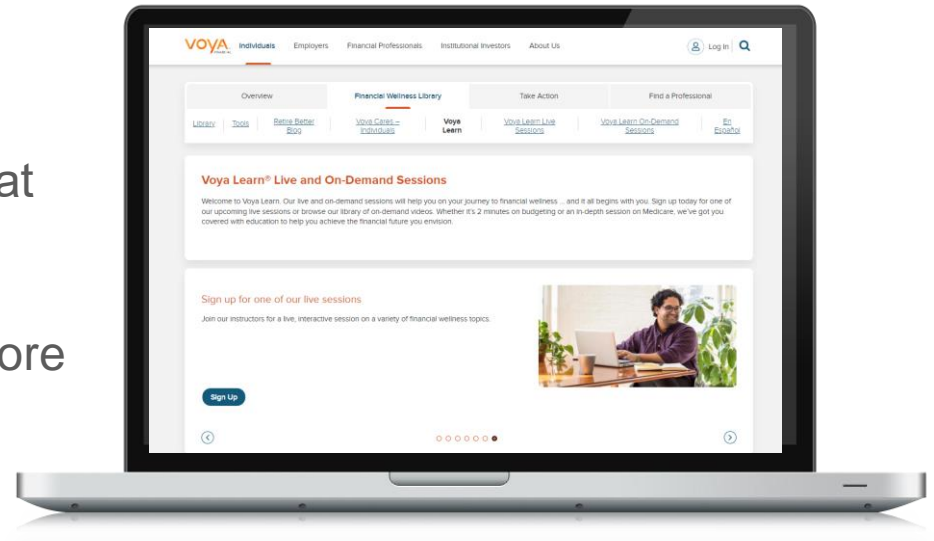 at
ore
VOYA
FINANCIAL
Individuals Employers Financial Professionals Institutional Investors About Us Log In
Overview Financial Wellness Library Take Action Find a Professional
Library Tools Retire Better Blog Voya Cares – Individuals Voya Learn Voya Learn Live Sessions Voya Learn On-Demand Sessions En Español
Voya Learn® Live and On-Demand Sessions
Welcome to Voya Learn. Our live and on-demand sessions will help you on your journey to financial wellness ... and it all begins with you. Sign up today for one of
our upcoming live sessions or browse our library of on-demand videos. Whether it's 2 minutes on budgeting or an in-depth session on Medicare, we've got you
covered with education to help you achieve the financial future you envision.
Sign up for one of our live sessions
Join our instructors for a live, interactive session on a variety of financial wellness topics.
Sign Up